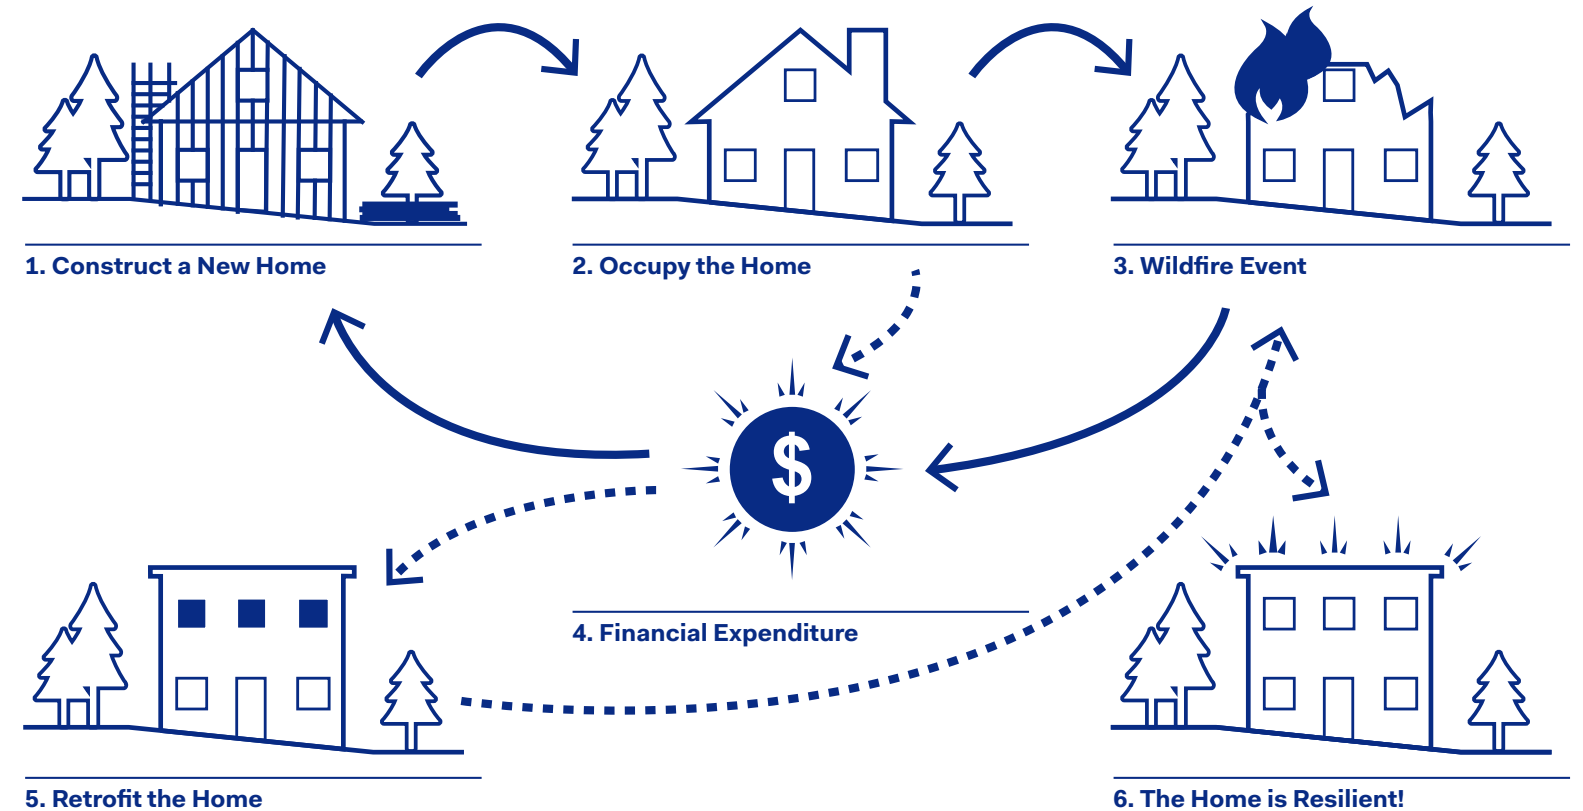 1. Construct a New Home
2. Occupy the Home
3. Wildfire Event
$
4. Financial Expenditure
5. Retrofit the Home
6. The Home is Resilient!